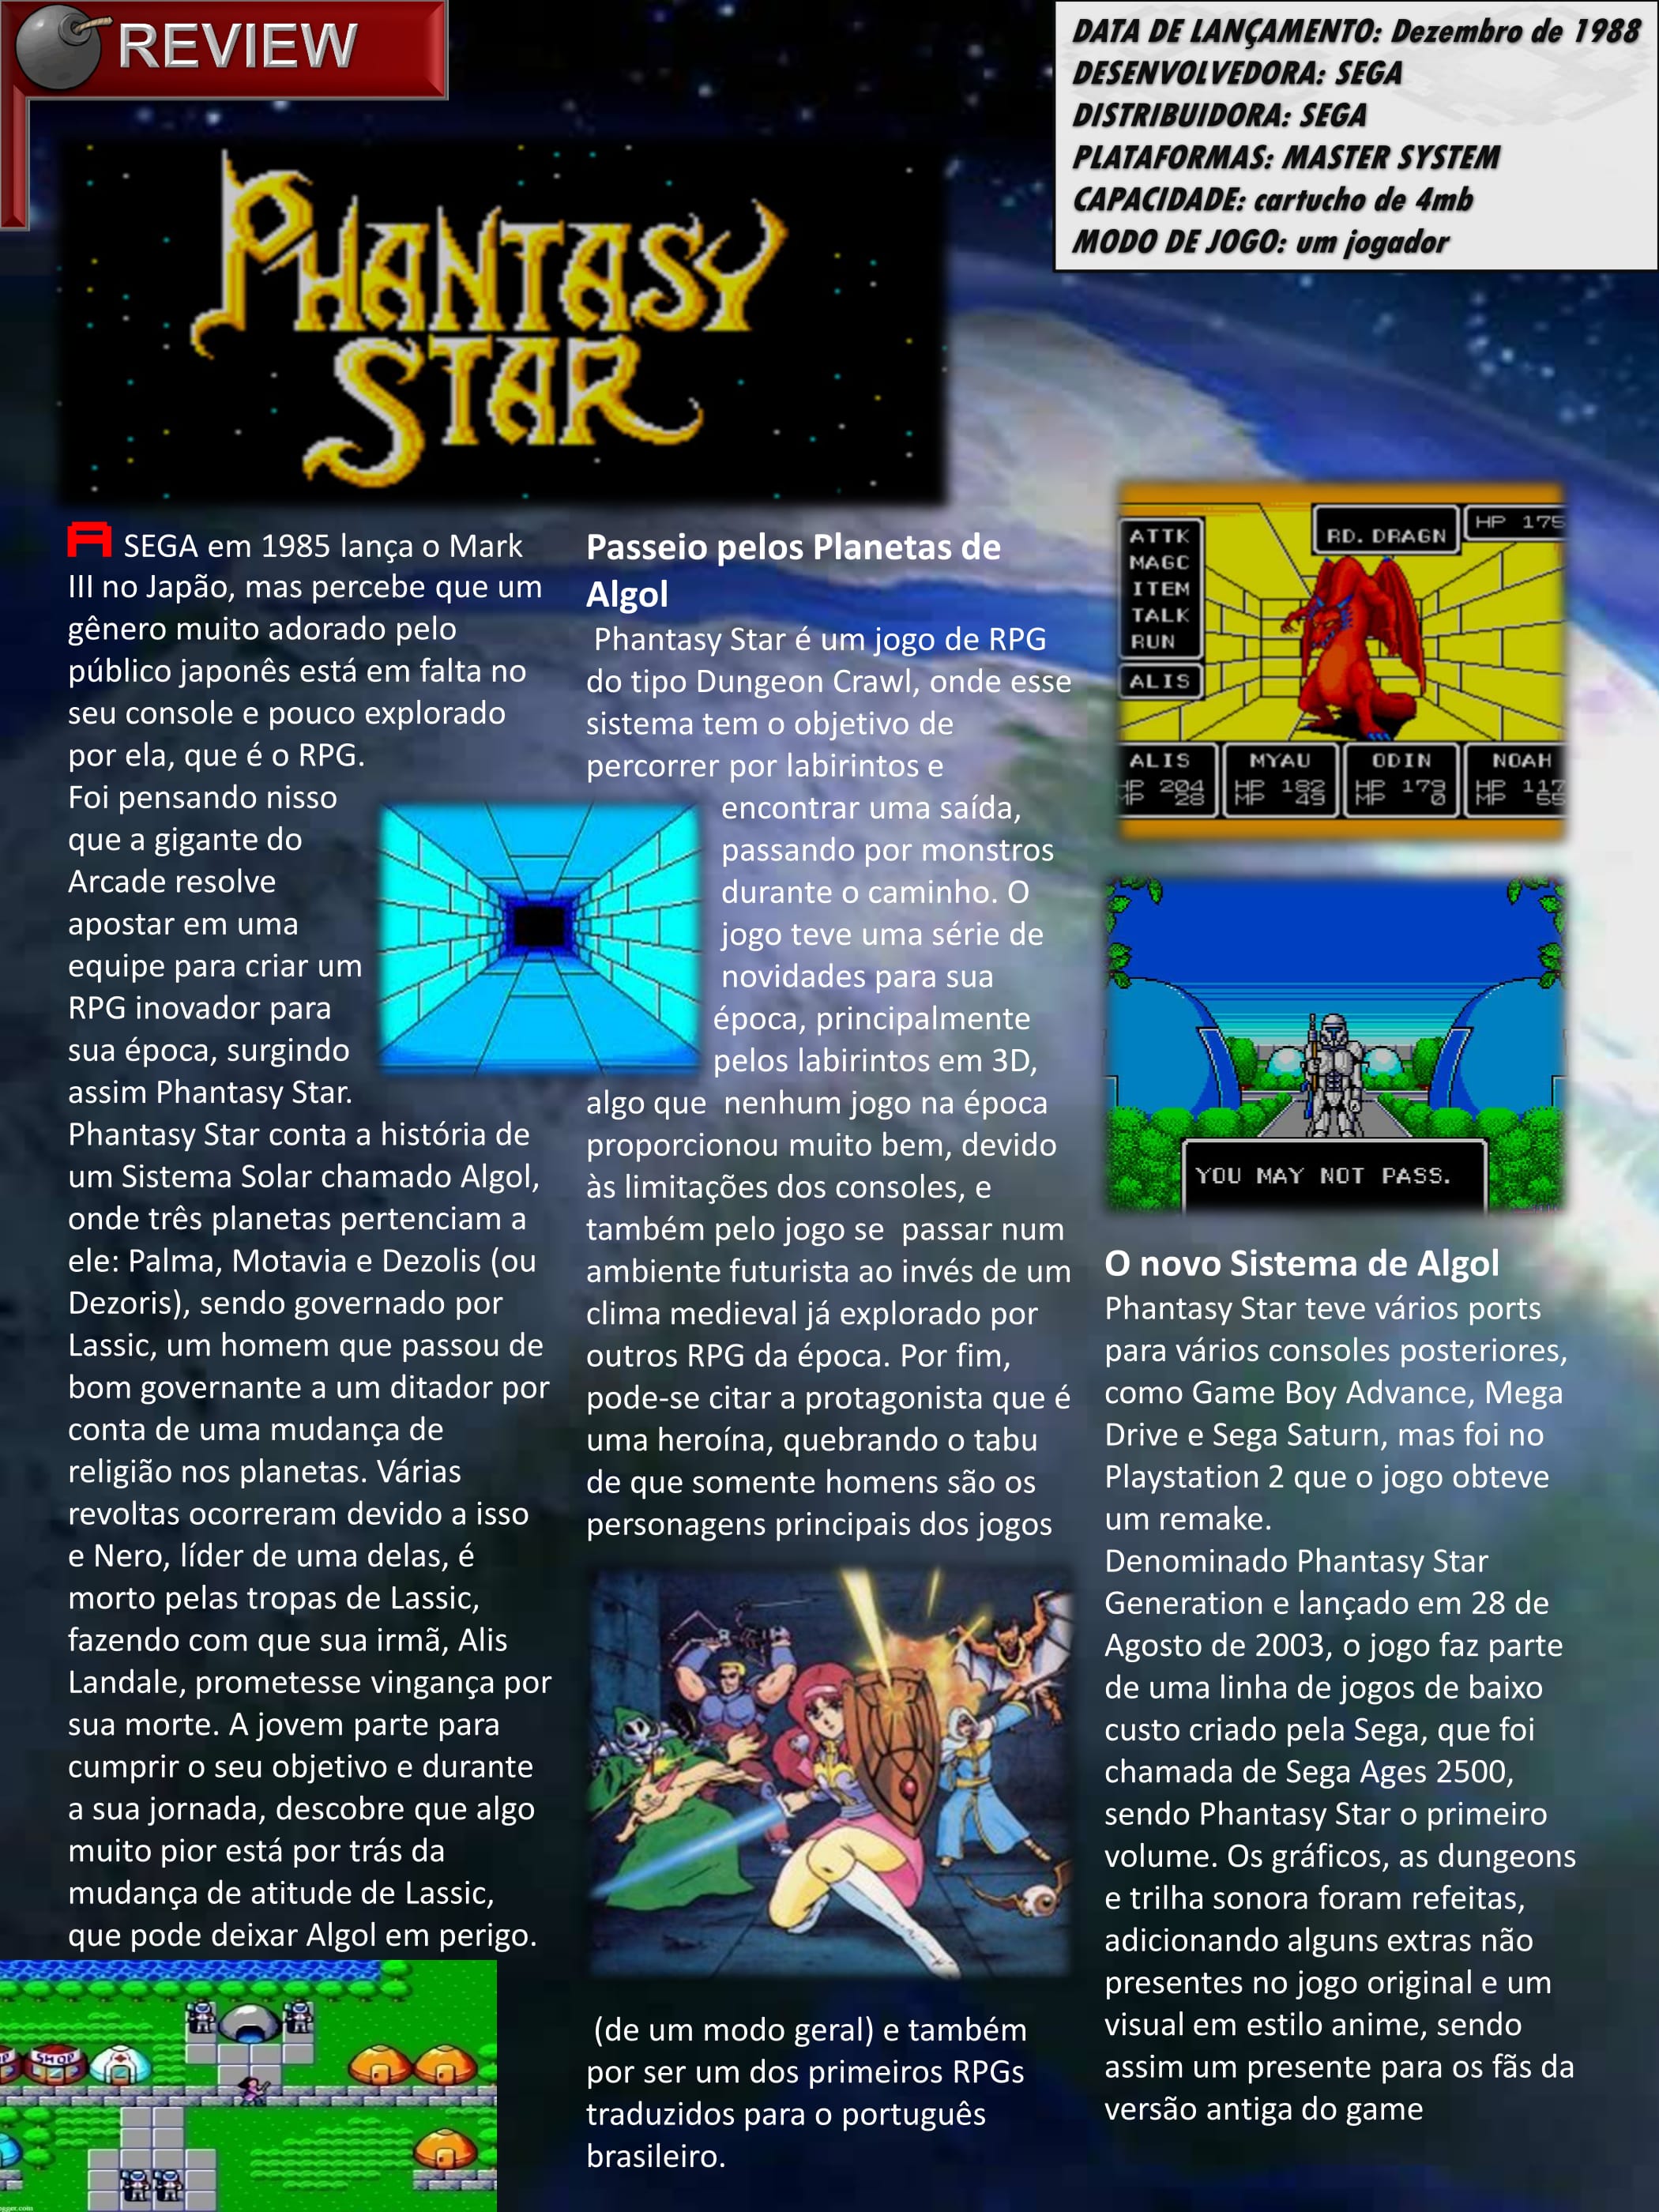 REVIEW
DATA DE LANÇAMENTO: Dezembro de 1988
DESENVOLVEDORA: SEGA
DISTRIBUIDORA: SEGA
PLATAFORMAS: MASTER SYSTEM
CAPACIDADE: cartucho de 4mb
MODO DE JOGO: um jogador
PHANTASY
STAR
A SEGA em 1985 lança o Mark
III no Japão, mas percebe que um
gênero muito adorado pelo
público japonês está em falta no
seu console e pouco explorado
por ela, que é o RPG.
Foi pensando nisso
que a gigante do
Arcade resolve
apostar em uma
equipe para criar um
RPG inovador para
sua época, surgindo
assim Phantasy Star.
Phantasy Star conta a história de
um Sistema Solar chamado Algol,
onde três planetas pertenciam a
ele: Palma, Motavia e Dezolis (ou
Dezoris), sendo governado por
Lassic, um homem que passou de
bom governante a um ditador por
conta de uma mudança de
religião nos planetas. Várias
revoltas ocorreram devido a isso
e Nero, líder de uma delas, é
morto pelas tropas de Lassic,
fazendo com que sua irmã, Alis
Landale, prometesse vingança por
sua morte. A jovem parte para
cumprir o seu objetivo e durante
a sua jornada, descobre que algo
muito pior está por trás da
mudança de atitude de Lassic,
que pode deixar Algol em perigo.
SHOP
Passeio pelos Planetas de
Algol
Phantasy Star é um jogo de RPG
do tipo Dungeon Crawl, onde esse
sistema tem o objetivo de
percorrer por labirintos e
encontrar uma saída,
passando por monstros
durante o caminho. O
jogo teve uma série de
novidades para sua
época, principalmente
pelos labirintos em 3D,
algo que nenhum jogo na época
proporcionou muito bem, devido
às limitações dos consoles, e
também pelo jogo se passar num
ambiente futurista ao invés de um
clima medieval já explorado por
outros RPG da época. Por fim,
pode-se citar a protagonista que é
uma heroína, quebrando o tabu
de que somente homens são os
personagens principais dos jogos
(de um modo geral) e também
por ser um dos primeiros RPGs
traduzidos para o português
brasileiro.
ATTK
MAGC
ITEM
TALK
RUN
ALIS
RD. DRAGN
HP 175
ALIS MYAU ODIN NOAH
HP 204 HP 182 HP 179 HP 117
MP 28 MP 49 MP 0 MP 55
YOU MAY NOT PASS.
O novo Sistema de Algol
Phantasy Star teve vários ports
para vários consoles posteriores,
como Game Boy Advance, Mega
Drive e Sega Saturn, mas foi no
Playstation 2 que o jogo obteve
um remake.
Denominado Phantasy Star
Generation e lançado em 28 de
Agosto de 2003, o jogo faz parte
de uma linha de jogos de baixo
custo criado pela Sega, que foi
chamada de Sega Ages 2500,
sendo Phantasy Star o primeiro
volume. Os gráficos, as dungeons
e trilha sonora foram refeitas,
adicionando alguns extras não
presentes no jogo original e um
visual em estilo anime, sendo
assim um presente para os fãs da
versão antiga do game